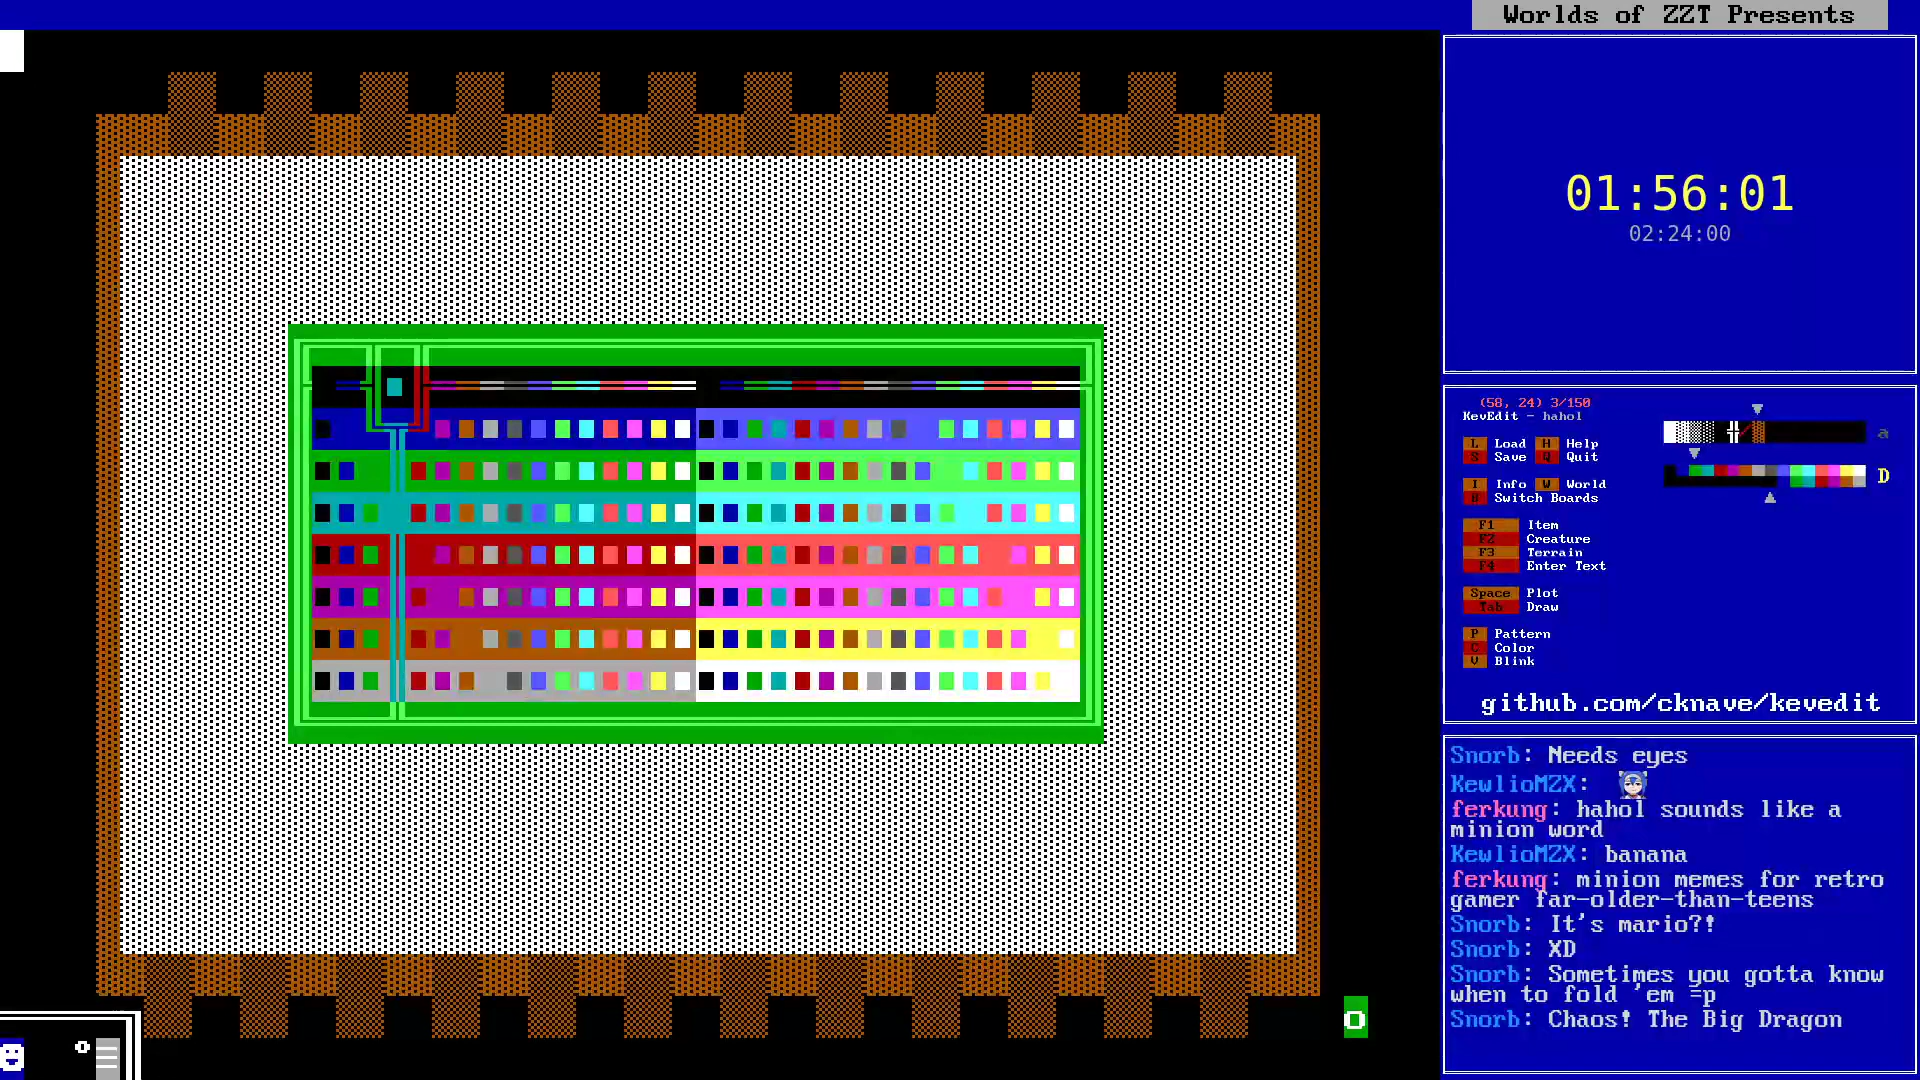 Worlds of ZZT Presents
01:56:01
02:24:00
(58, 24) 3/150
KevEdit - hahol
L Load H Help
S Save Q Quit
I Info W World
# Switch Boards
F1 Item
F2 Creature
F3 Terrain
F4 Enter Text
Space Plot
Tab Draw
P Pattern
C Color
V Blink
a
D
github.com/cknave/kevedit
Snorb: Needs eyes
KewlioMZX:
ferkung: hahol sounds like a
minion word
KewlioMZX: banana
ferkung: minion memes for retro
gamer far-older-than-teens
Snorb: It's mario?!
Snorb: XD
Snorb: Sometimes you gotta know
when to fold 'em =p
Snorb: Chaos! The Big Dragon
o